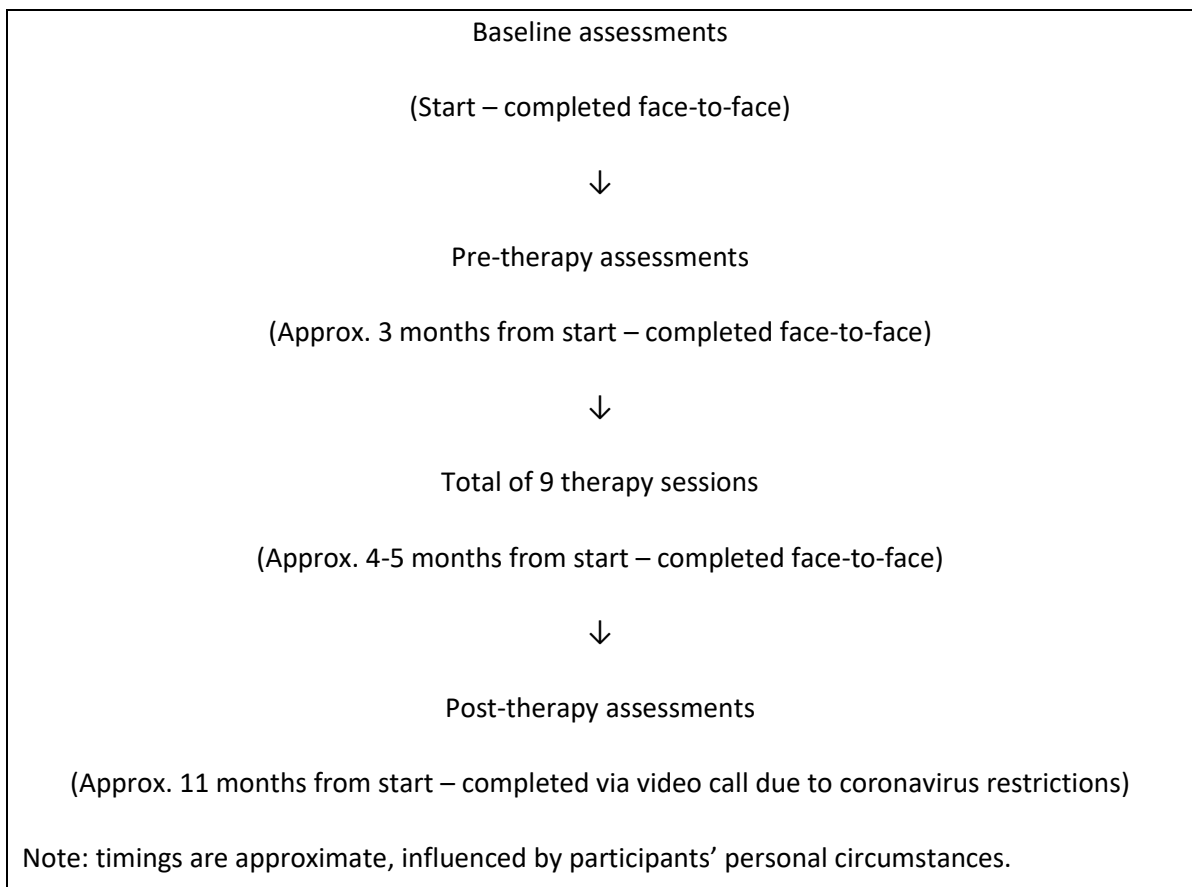 Baseline assessments
(Start – completed face-to-face)
↓
Pre-therapy assessments
(Approx. 3 months from start – completed face-to-face)
↓
Total of 9 therapy sessions
(Approx. 4-5 months from start – completed face-to-face)
↓
Post-therapy assessments
(Approx. 11 months from start – completed via video call due to coronavirus restrictions)
Note: timings are approximate, influenced by participants’ personal circumstances.